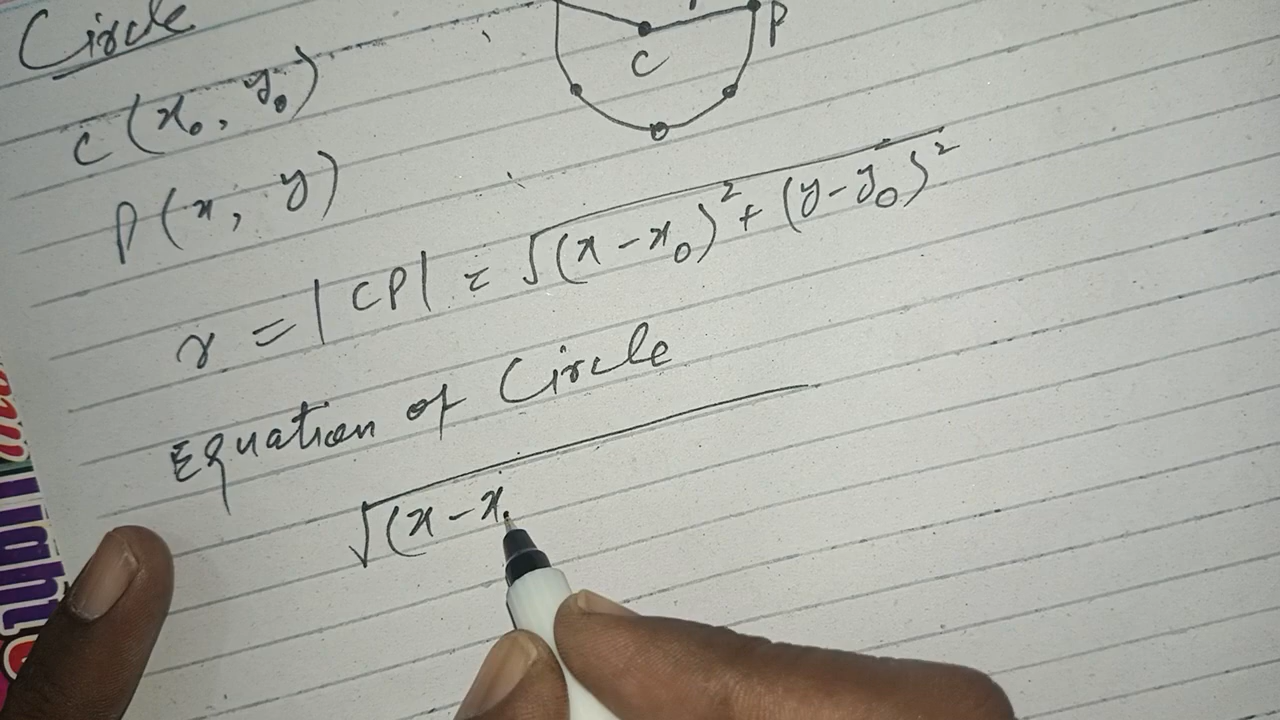 Circle
P
C
C (x₀, y₀)
P (x, y)
r = |CP| = √(x - x₀)² + (y - y₀)²
Equation of Circle
√(x - x